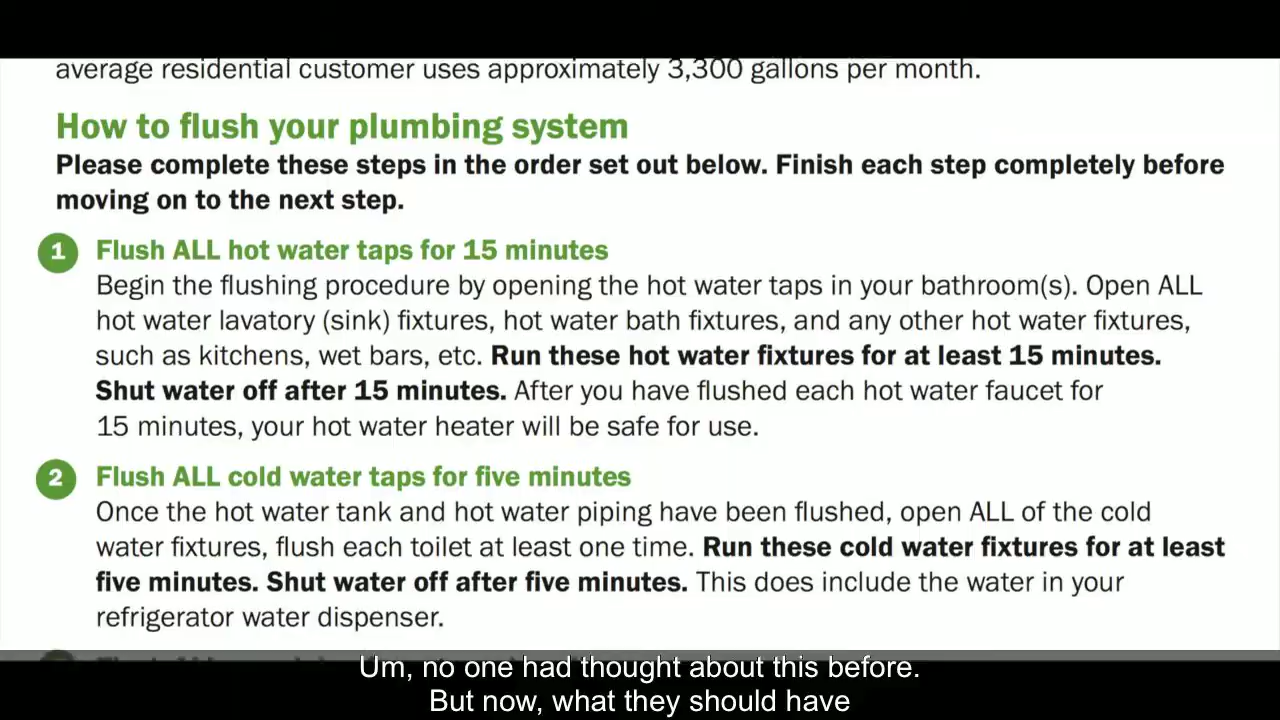 average residential customer uses approximately 3,300 gallons per month.
How to flush your plumbing system
Please complete these steps in the order set out below. Finish each step completely before
moving on to the next step.
1 Flush ALL hot water taps for 15 minutes
Begin the flushing procedure by opening the hot water taps in your bathroom(s). Open ALL
hot water lavatory (sink) fixtures, hot water bath fixtures, and any other hot water fixtures,
such as kitchens, wet bars, etc. Run these hot water fixtures for at least 15 minutes.
Shut water off after 15 minutes. After you have flushed each hot water faucet for
15 minutes, your hot water heater will be safe for use.
2 Flush ALL cold water taps for five minutes
Once the hot water tank and hot water piping have been flushed, open ALL of the cold
water fixtures, flush each toilet at least one time. Run these cold water fixtures for at least
five minutes. Shut water off after five minutes. This does include the water in your
refrigerator water dispenser.
Um, no one had thought about this before.
But now, what they should have